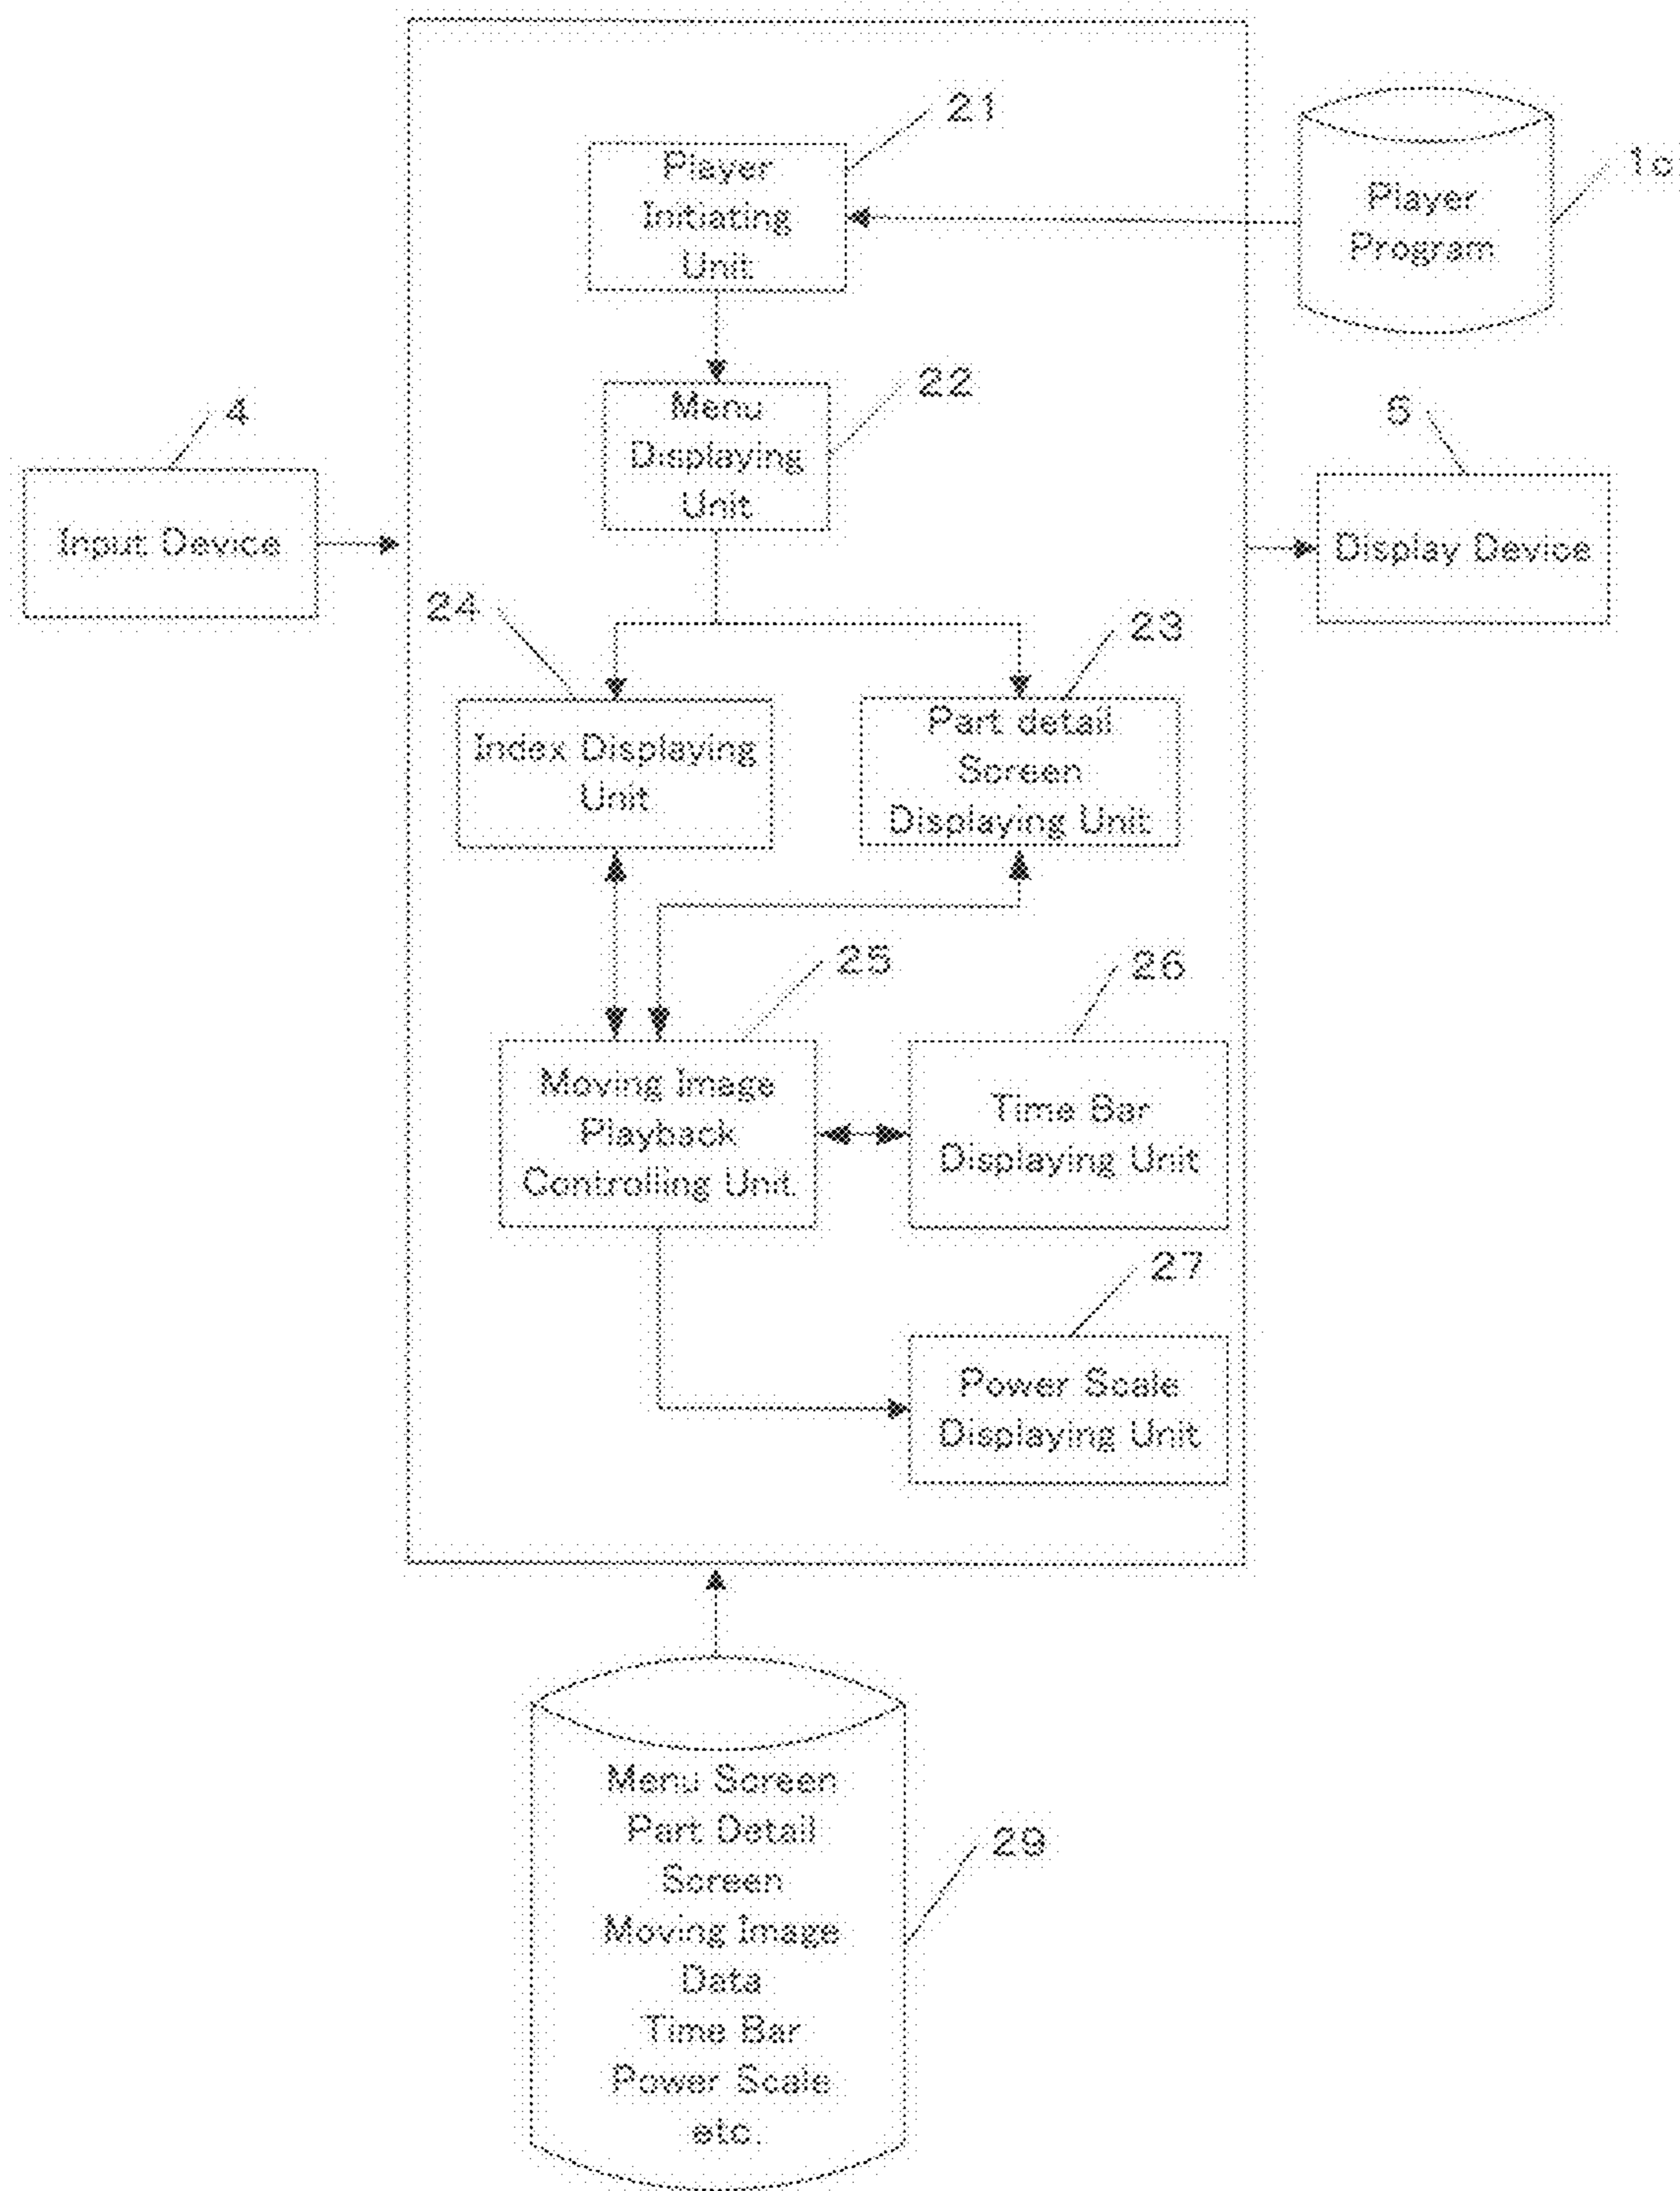 21
Player
Initiating
Unit
Player
Program
1c
22
Menu
Displaying
Unit
4
Input Device
5
Display Device
24
Index Displaying
Unit
23
Part detail
Screen
Displaying Unit
25
Moving Image
Playback
Controlling Unit
26
Time Bar
Displaying Unit
27
Power Scale
Displaying Unit
Menu Screen
Part Detail
Screen
Moving Image
Data
Time Bar
Power Scale
etc.
29